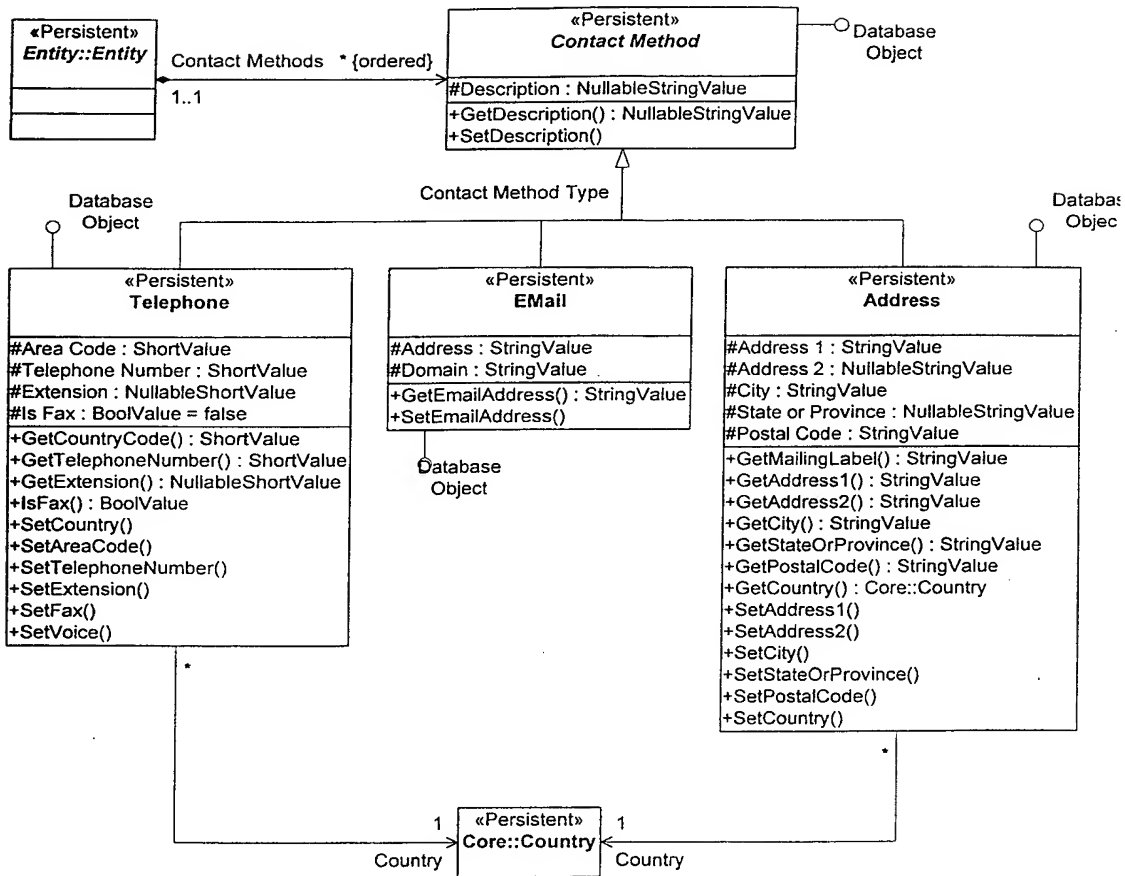 «Persistent»
Entity::Entity
Contact Methods * {ordered}
1..1
«Persistent»
Contact Method
#Description : NullableStringValue
+GetDescription() : NullableStringValue
+SetDescription()
Database
Object
Contact Method Type
Database
Object
«Persistent»
Telephone
#Area Code : ShortValue
#Telephone Number : ShortValue
#Extension : NullableShortValue
#Is Fax : BoolValue = false
+GetCountryCode() : ShortValue
+GetTelephoneNumber() : ShortValue
+GetExtension() : NullableShortValue
+IsFax() : BoolValue
+SetCountry()
+SetAreaCode()
+SetTelephoneNumber()
+SetExtension()
+SetFax()
+SetVoice()
«Persistent»
EMail
#Address : StringValue
#Domain : StringValue
+GetEmailAddress() : StringValue
+SetEmailAddress()
Database
Object
Databas
Objec
«Persistent»
Address
#Address 1 : StringValue
#Address 2 : NullableStringValue
#City : StringValue
#State or Province : NullableStringValue
#Postal Code : StringValue
+GetMailingLabel() : StringValue
+GetAddress1() : StringValue
+GetAddress2() : StringValue
+GetCity() : StringValue
+GetStateOrProvince() : StringValue
+GetPostalCode() : StringValue
+GetCountry() : Core::Country
+SetAddress1()
+SetAddress2()
+SetCity()
+SetStateOrProvince()
+SetPostalCode()
+SetCountry()
*
*
1
Country
«Persistent»
Core::Country
1
Country